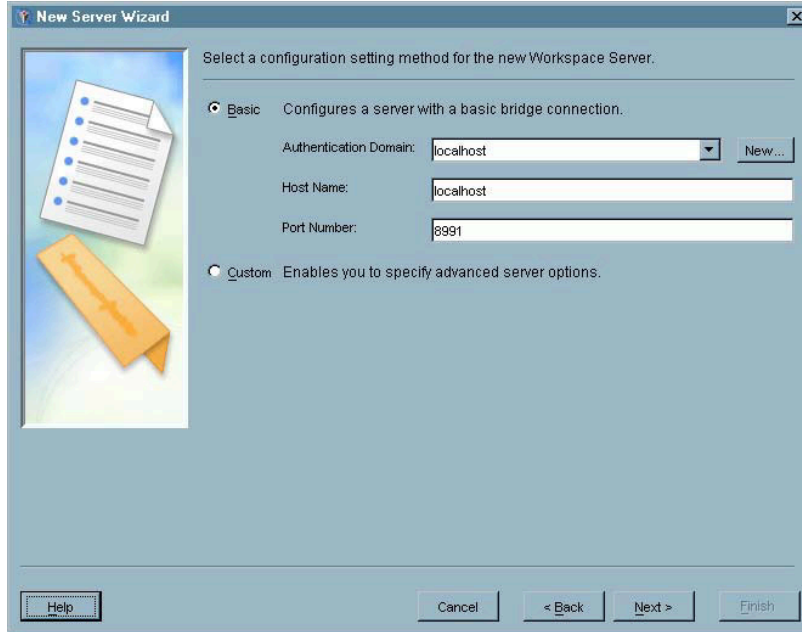 New Server Wizard
Select a configuration setting method for the new Workspace Server.
Basic Configures a server with a basic bridge connection.
Authentication Domain: localhost New...
Host Name: localhost
Port Number: 8991
Custom Enables you to specify advanced server options.
Help Cancel < Back Next > Finish